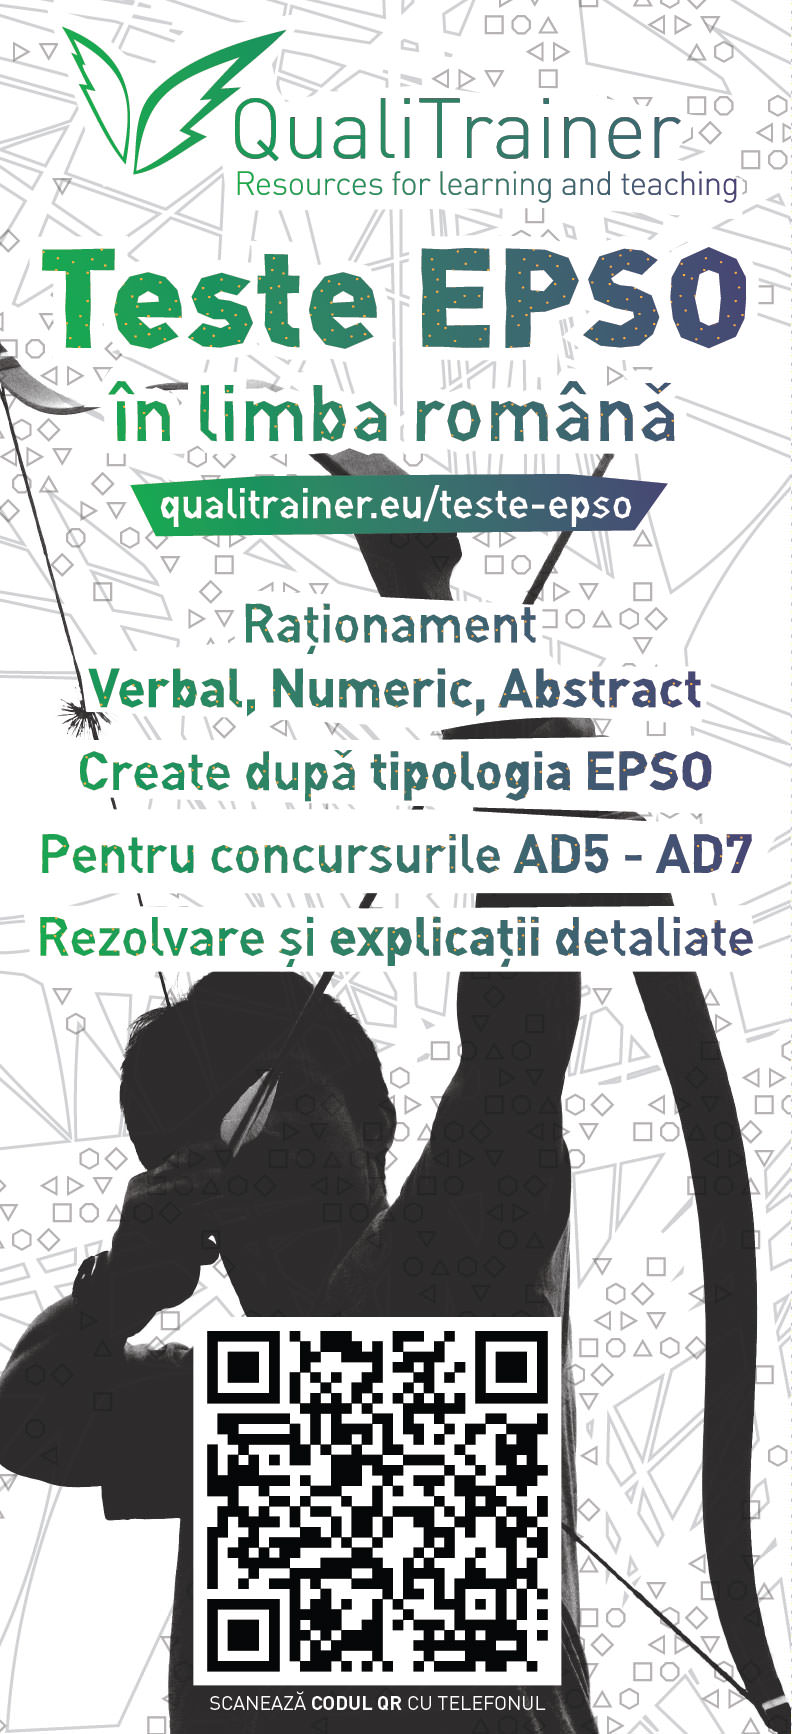 QualiTrainer
Resources for learning and teaching
Teste EPSO
în limba română
qualitrainer.eu/teste-epso
Raționament
Verbal, Numeric, Abstract
Create după tipologia EPSO
Pentru concursurile AD5 - AD7
Rezolvare și explicații detaliate
SCANEAZĂ CODUL QR CU TELEFONUL